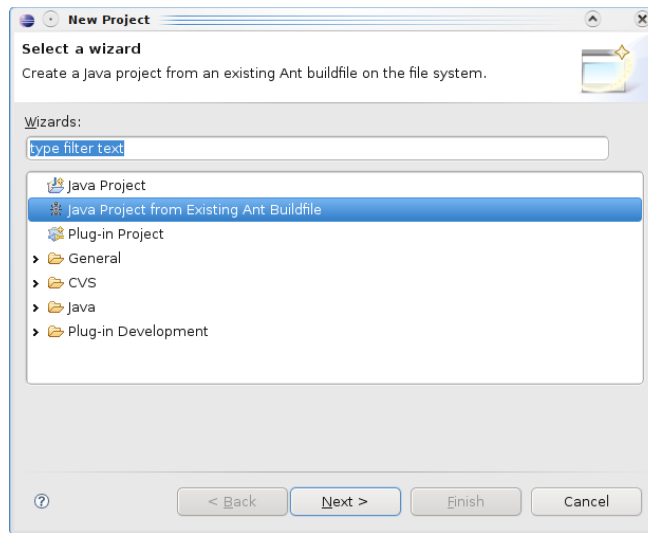 New Project
Select a wizard
Create a Java project from an existing Ant buildfile on the file system.
Wizards:
type filter text
Java Project
Java Project from Existing Ant Buildfile
Plug-in Project
General
CVS
Java
Plug-in Development
? < Back Next > Finish Cancel